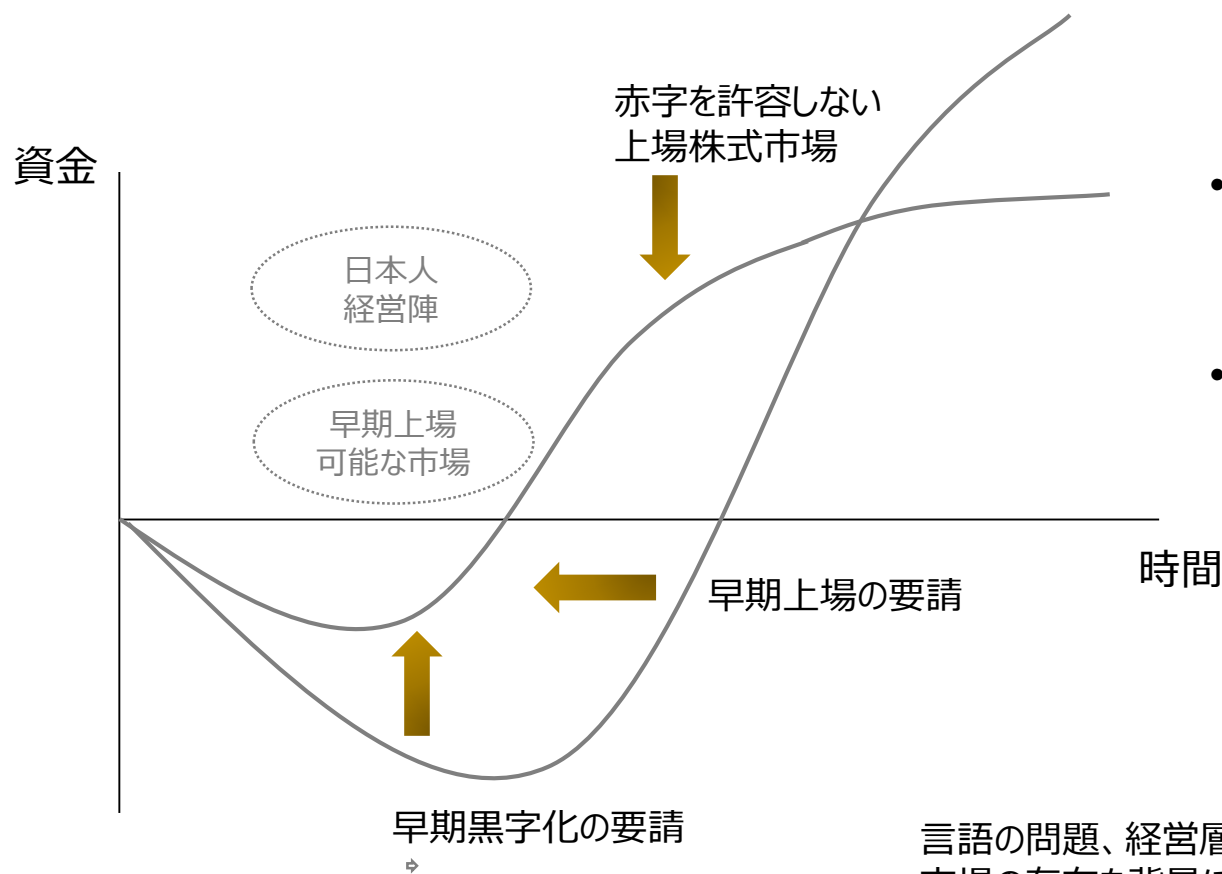 赤字を許容しない
上場株式市場
資金
•
日本人
経営陣
•
早期上場
可能な市場
時間
早期上場の要請
早期黒字化の要請
言語の問題、経営層